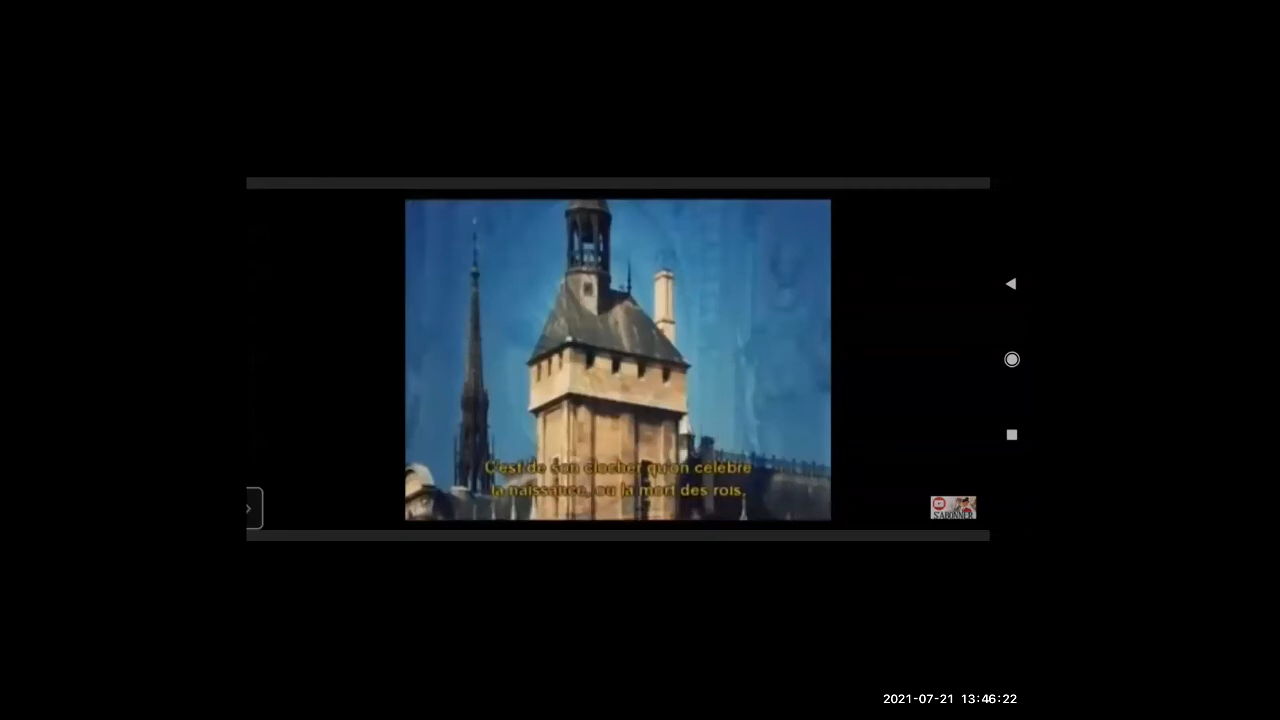 C'est de son clocher qu'on célèbre
la naissance, ou la mort des rois.
S'ABONNER
2021-07-21 13:46:22